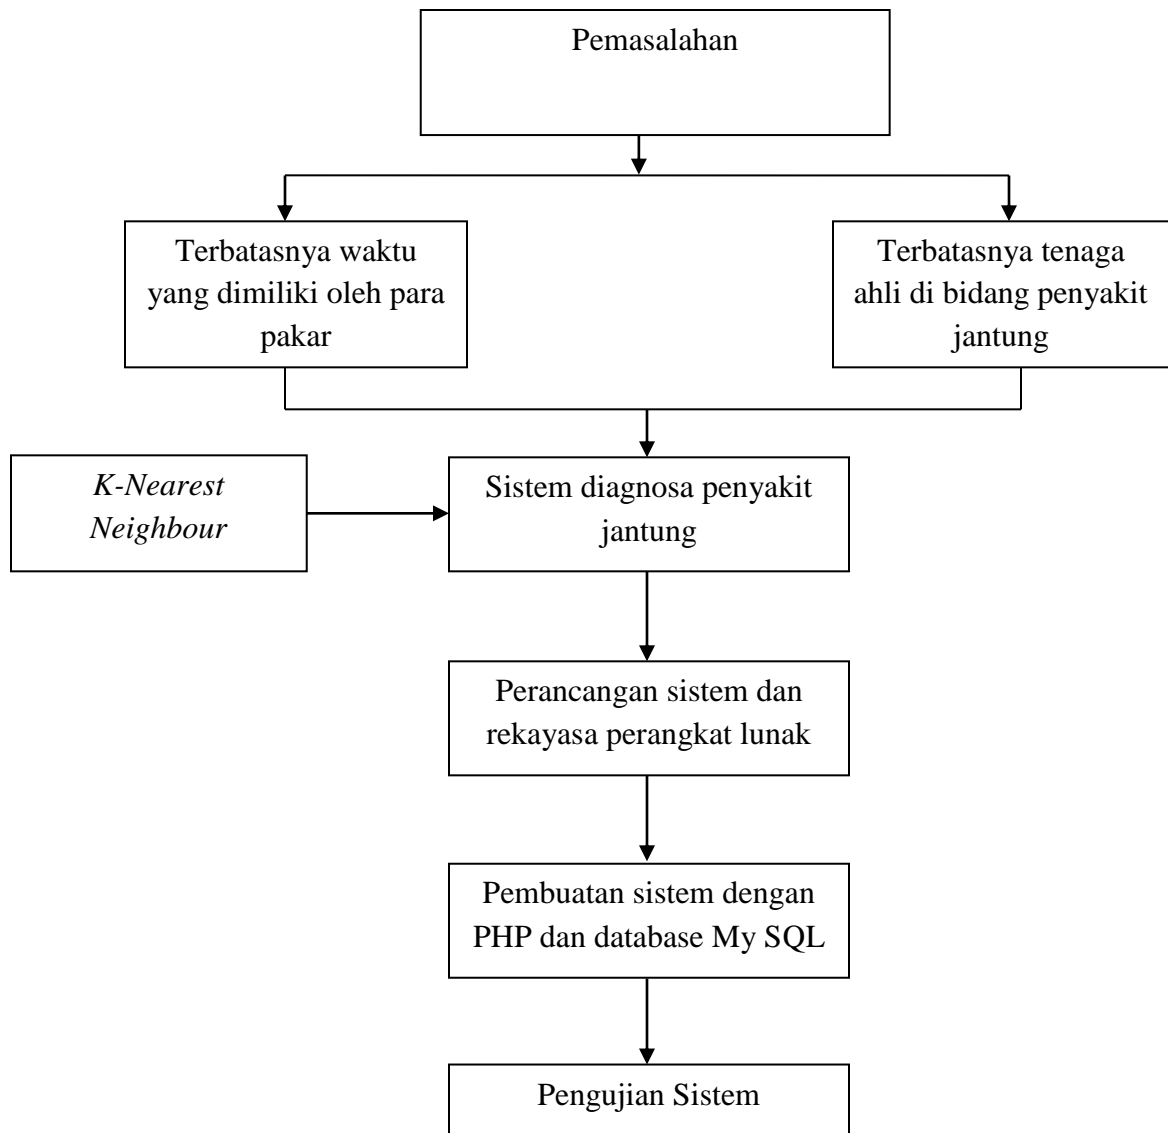 Pemasalahan
Terbatasnya waktu
yang dimiliki oleh para
pakar
Terbatasnya tenaga
ahli di bidang penyakit
jantung
K-Nearest
Neighbour
Sistem diagnosa penyakit
jantung
Perancangan sistem dan
rekayasa perangkat lunak
Pembuatan sistem dengan
PHP dan database My SQL
Pengujian Sistem